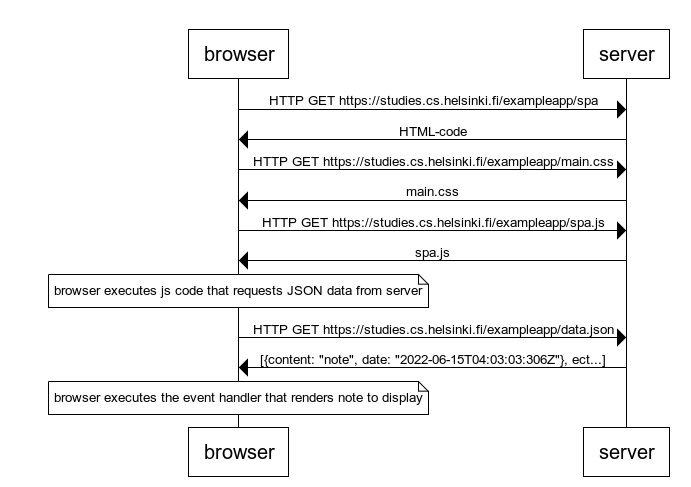 browser
server
HTTP GET https://studies.cs.helsinki.fi/exampleapp/spa
HTML-code
HTTP GET https://studies.cs.helsinki.fi/exampleapp/main.css
main.css
HTTP GET https://studies.cs.helsinki.fi/exampleapp/spa.js
spa.js
browser executes js code that requests JSON data from server
HTTP GET https://studies.cs.helsinki.fi/exampleapp/data.json
[{content: "note", date: "2022-06-15T04:03:03:306Z"}, ect...]
browser executes the event handler that renders note to display
browser
server